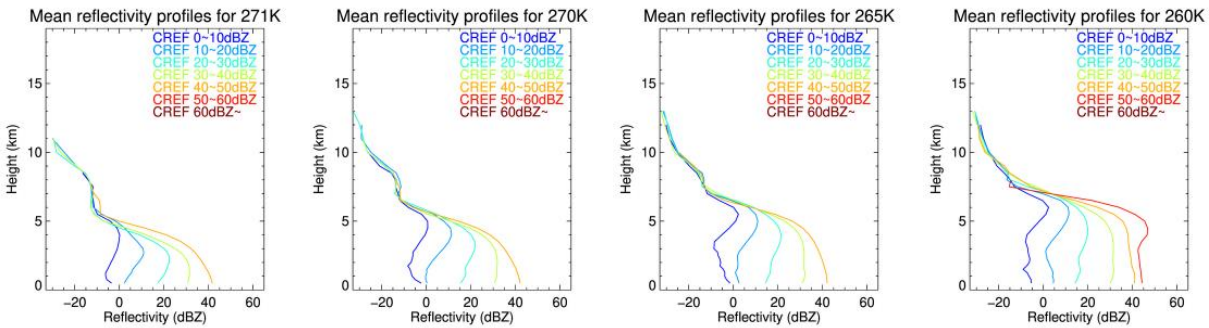 Mean reflectivity profiles for 271K
CREF 0~10dBZ
CREF 10~20dBZ
CREF 20~30dBZ
CREF 30~40dBZ
CREF 40~50dBZ
CREF 50~60dBZ
CREF 60dBZ~
15
10
5
0
Height (km)
−20 0 20 40 60
Reflectivity (dBZ)
Mean reflectivity profiles for 270K
CREF 0~10dBZ
CREF 10~20dBZ
CREF 20~30dBZ
CREF 30~40dBZ
CREF 40~50dBZ
CREF 50~60dBZ
CREF 60dBZ~
15
10
5
0
Height (km)
−20 0 20 40 60
Reflectivity (dBZ)
Mean reflectivity profiles for 265K
CREF 0~10dBZ
CREF 10~20dBZ
CREF 20~30dBZ
CREF 30~40dBZ
CREF 40~50dBZ
CREF 50~60dBZ
CREF 60dBZ~
15
10
5
0
Height (km)
−20 0 20 40 60
Reflectivity (dBZ)
Mean reflectivity profiles for 260K
CREF 0~10dBZ
CREF 10~20dBZ
CREF 20~30dBZ
CREF 30~40dBZ
CREF 40~50dBZ
CREF 50~60dBZ
CREF 60dBZ~
15
10
5
0
Height (km)
−20 0 20 40 60
Reflectivity (dBZ)